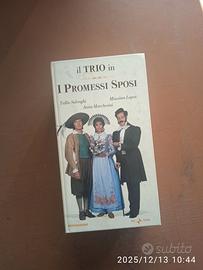 il TRIO in
I PROMESSI SPOSI
Tullio Solenghi
Massimo Lopez
Anna Marchesini
subito
2025/12/13 10:44